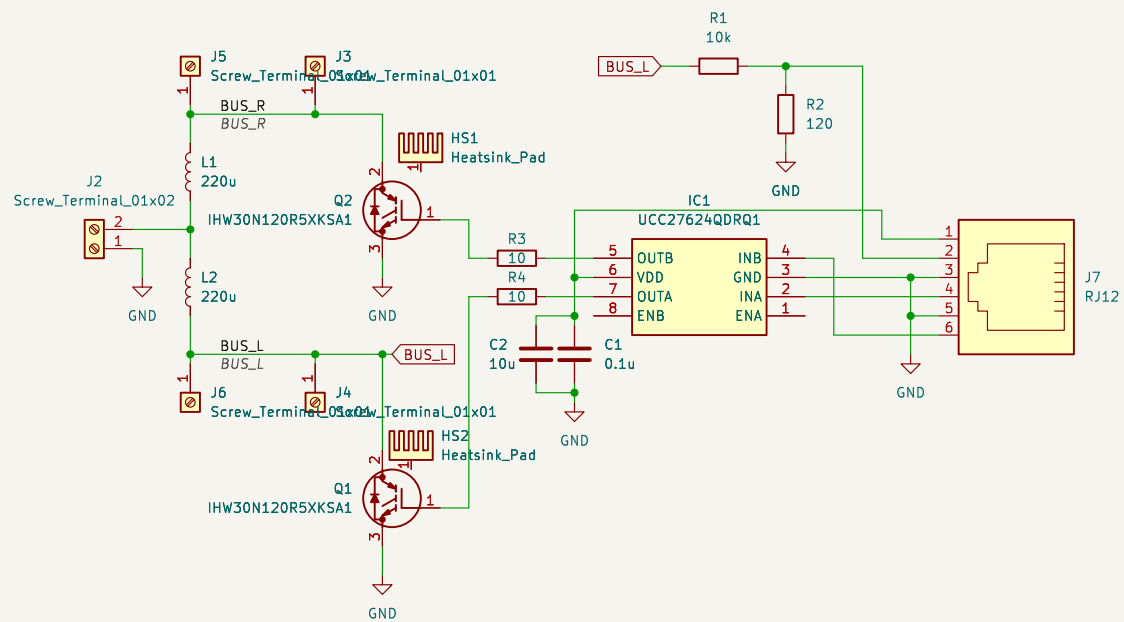 R1
10k
BUS_L
R2
120
GND
J5
Screw_Terminal_01x01
1
J3
Screw_Terminal_01x01
1
BUS_R
BUS_R
HS1
Heatsink_Pad
1
L1
220u
J2
Screw_Terminal_01x02
2
1
GND
Q2
IHW30N120R5XKSA1
2
1
3
GND
L2
220u
R3
10
R4
10
IC1
UCC27624QDRQ1
5
OUTB
6
VDD
7
OUTA
8
ENB
INB
4
GND
3
INA
2
ENA
1
1
2
3
4
5
6
J7
RJ12
GND
C2
10u
C1
0.1u
GND
BUS_L
BUS_L
BUS_L
1
J6
Screw_Terminal_01x01
1
J4
Screw_Terminal_01x01
HS2
Heatsink_Pad
1
Q1
IHW30N120R5XKSA1
2
1
3
GND